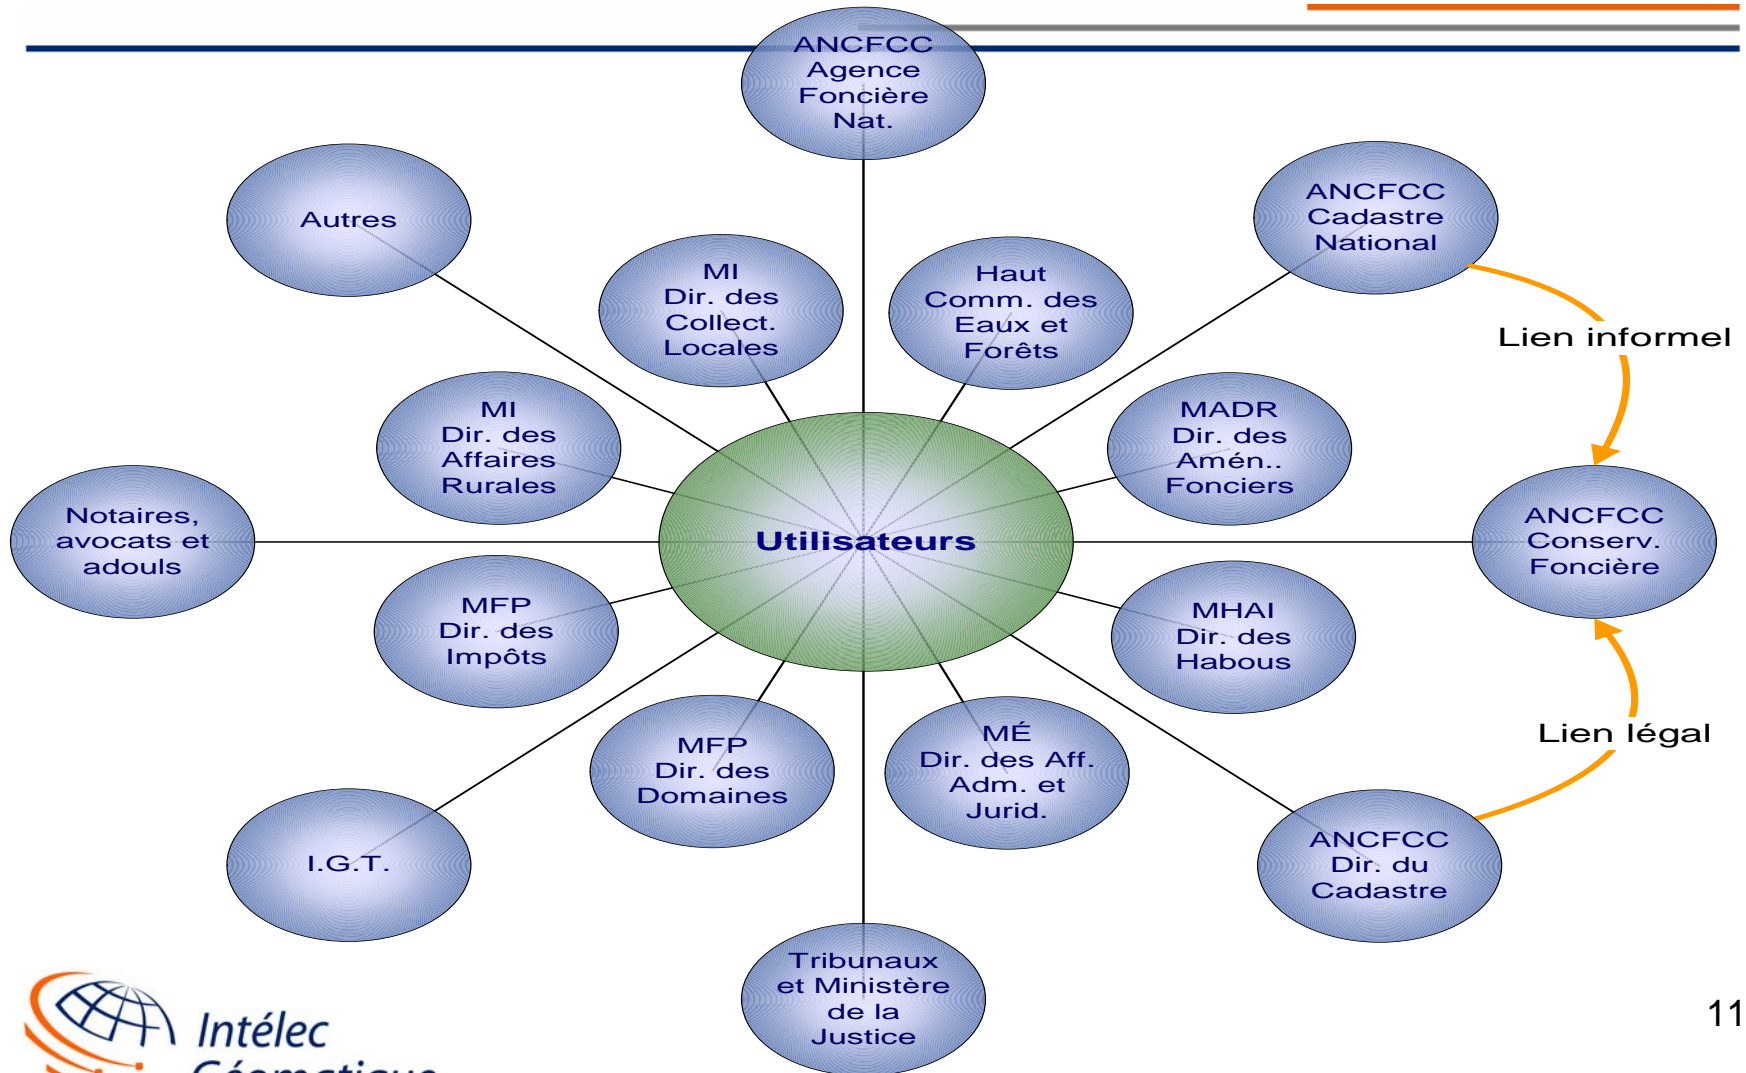 ANCFCC
Agence
Foncière
Nat.
Autres
ANCFCC
Cadastre
National
MI
Dir. des
Collect.
Locales
Haut
Comm. des
Eaux et
Forêts
Lien informel
MI
Dir. des
Affaires
Rurales
MADR
Dir. des
Amén..
Fonciers
Notaires,
avocats et
adouls
Utilisateurs
ANCFCC
Conserv.
Foncière
MFP
Dir. des
Impôts
MHAI
Dir. des
Habous
Lien légal
MFP
Dir. des
Domaines
MÉ
Dir. des Aff.
Adm. et
Jurid.
I.G.T.
ANCFCC
Dir. du
Cadastre
Tribunaux
et Ministère
de la
Justice
Intélec
Géomatique
11